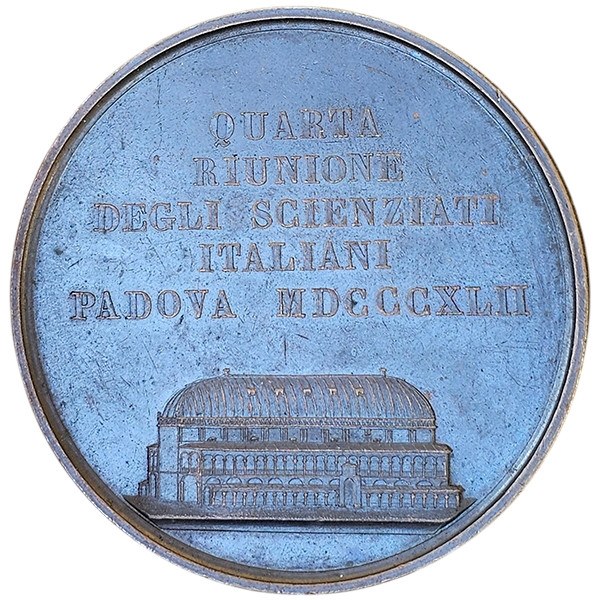 QUARTA
RIUNIONE
DEGLI SCIENZIATI
ITALIANI
PADOVA MDCCCXLII